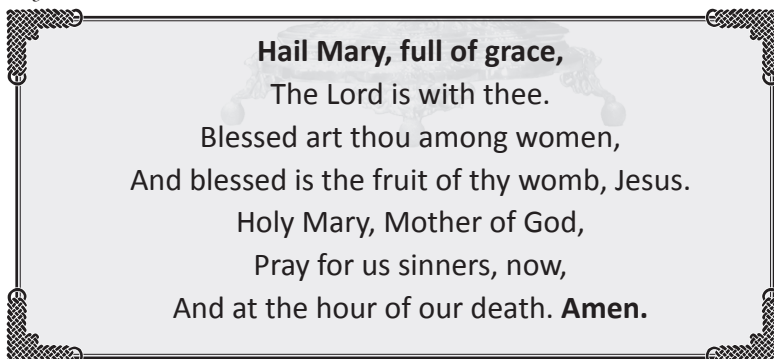 Hail Mary, full of grace,
The Lord is with thee.
Blessed art thou among women,
And blessed is the fruit of thy womb, Jesus.
Holy Mary, Mother of God,
Pray for us sinners, now,
And at the hour of our death. Amen.